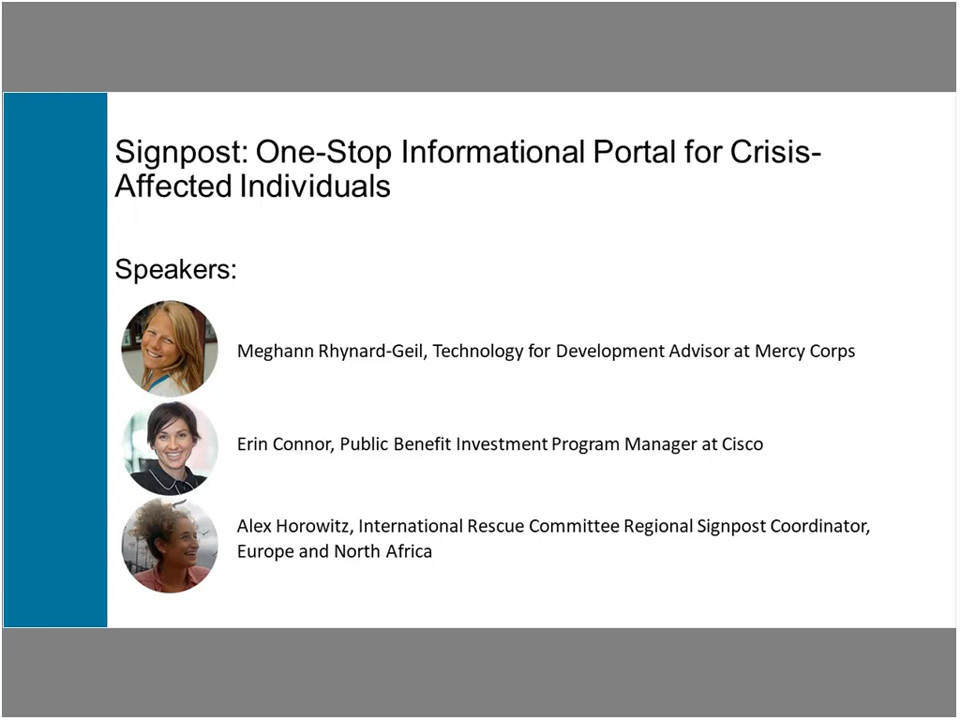 Signpost: One-Stop Informational Portal for Crisis-
Affected Individuals
Speakers:
Meghann Rhynard-Geil, Technology for Development Advisor at Mercy Corps
Erin Connor, Public Benefit Investment Program Manager at Cisco
Alex Horowitz, International Rescue Committee Regional Signpost Coordinator,
Europe and North Africa